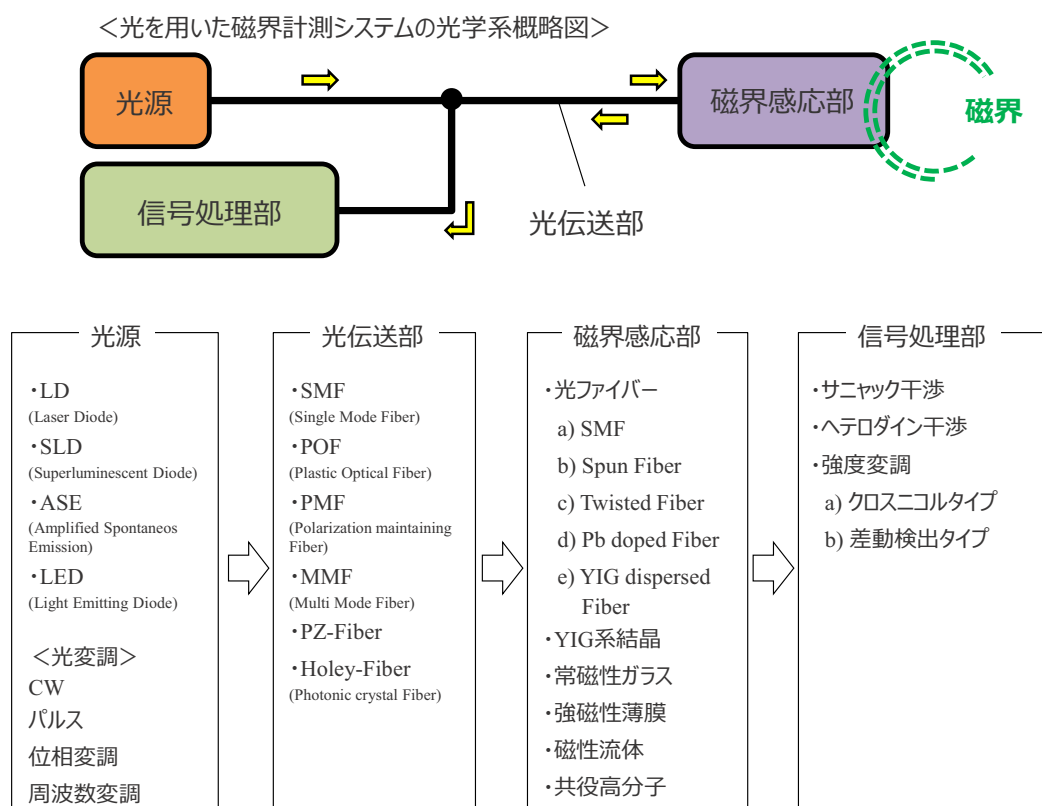 ＜光を用いた磁界計測システムの光学系概略図＞
光源
磁界感応部
磁界
信号処理部
光伝送部
光源
・LD
(Laser Diode)
・SLD
(Superluminescent Diode)
・ASE
(Amplified Spontaneos
Emission)
・LED
(Light Emitting Diode)
＜光変調＞
CW
パルス
位相変調
周波数変調
光伝送部
・SMF
(Single Mode Fiber)
・POF
(Plastic Optical Fiber)
・PMF
(Polarization maintaining
Fiber)
・MMF
(Multi Mode Fiber)
・PZ-Fiber
・Holey-Fiber
(Photonic crystal Fiber)
磁界感応部
・光ファイバー
a) SMF
b) Spun Fiber
c) Twisted Fiber
d) Pb doped Fiber
e) YIG dispersed
Fiber
・YIG系結晶
・常磁性ガラス
・強磁性薄膜
・磁性流体
・共役高分子
信号処理部
・サニャック干渉
・ヘテロダイン干渉
・強度変調
a) クロスニコルタイプ
b) 差動検出タイプ